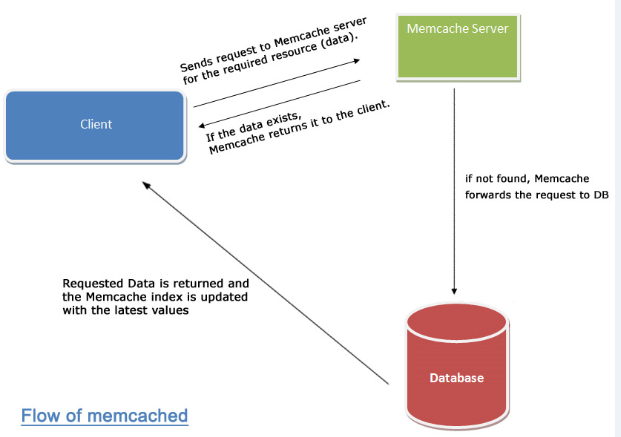 Memcache Server
Sends request to Memcache server
for the required resource (data).
Client
If the data exists,
Memcache returns it to the client.
if not found, Memcache
forwards the request to DB
Requested Data is returned and
the Memcache index is updated
with the latest values
Database
Flow of memcached